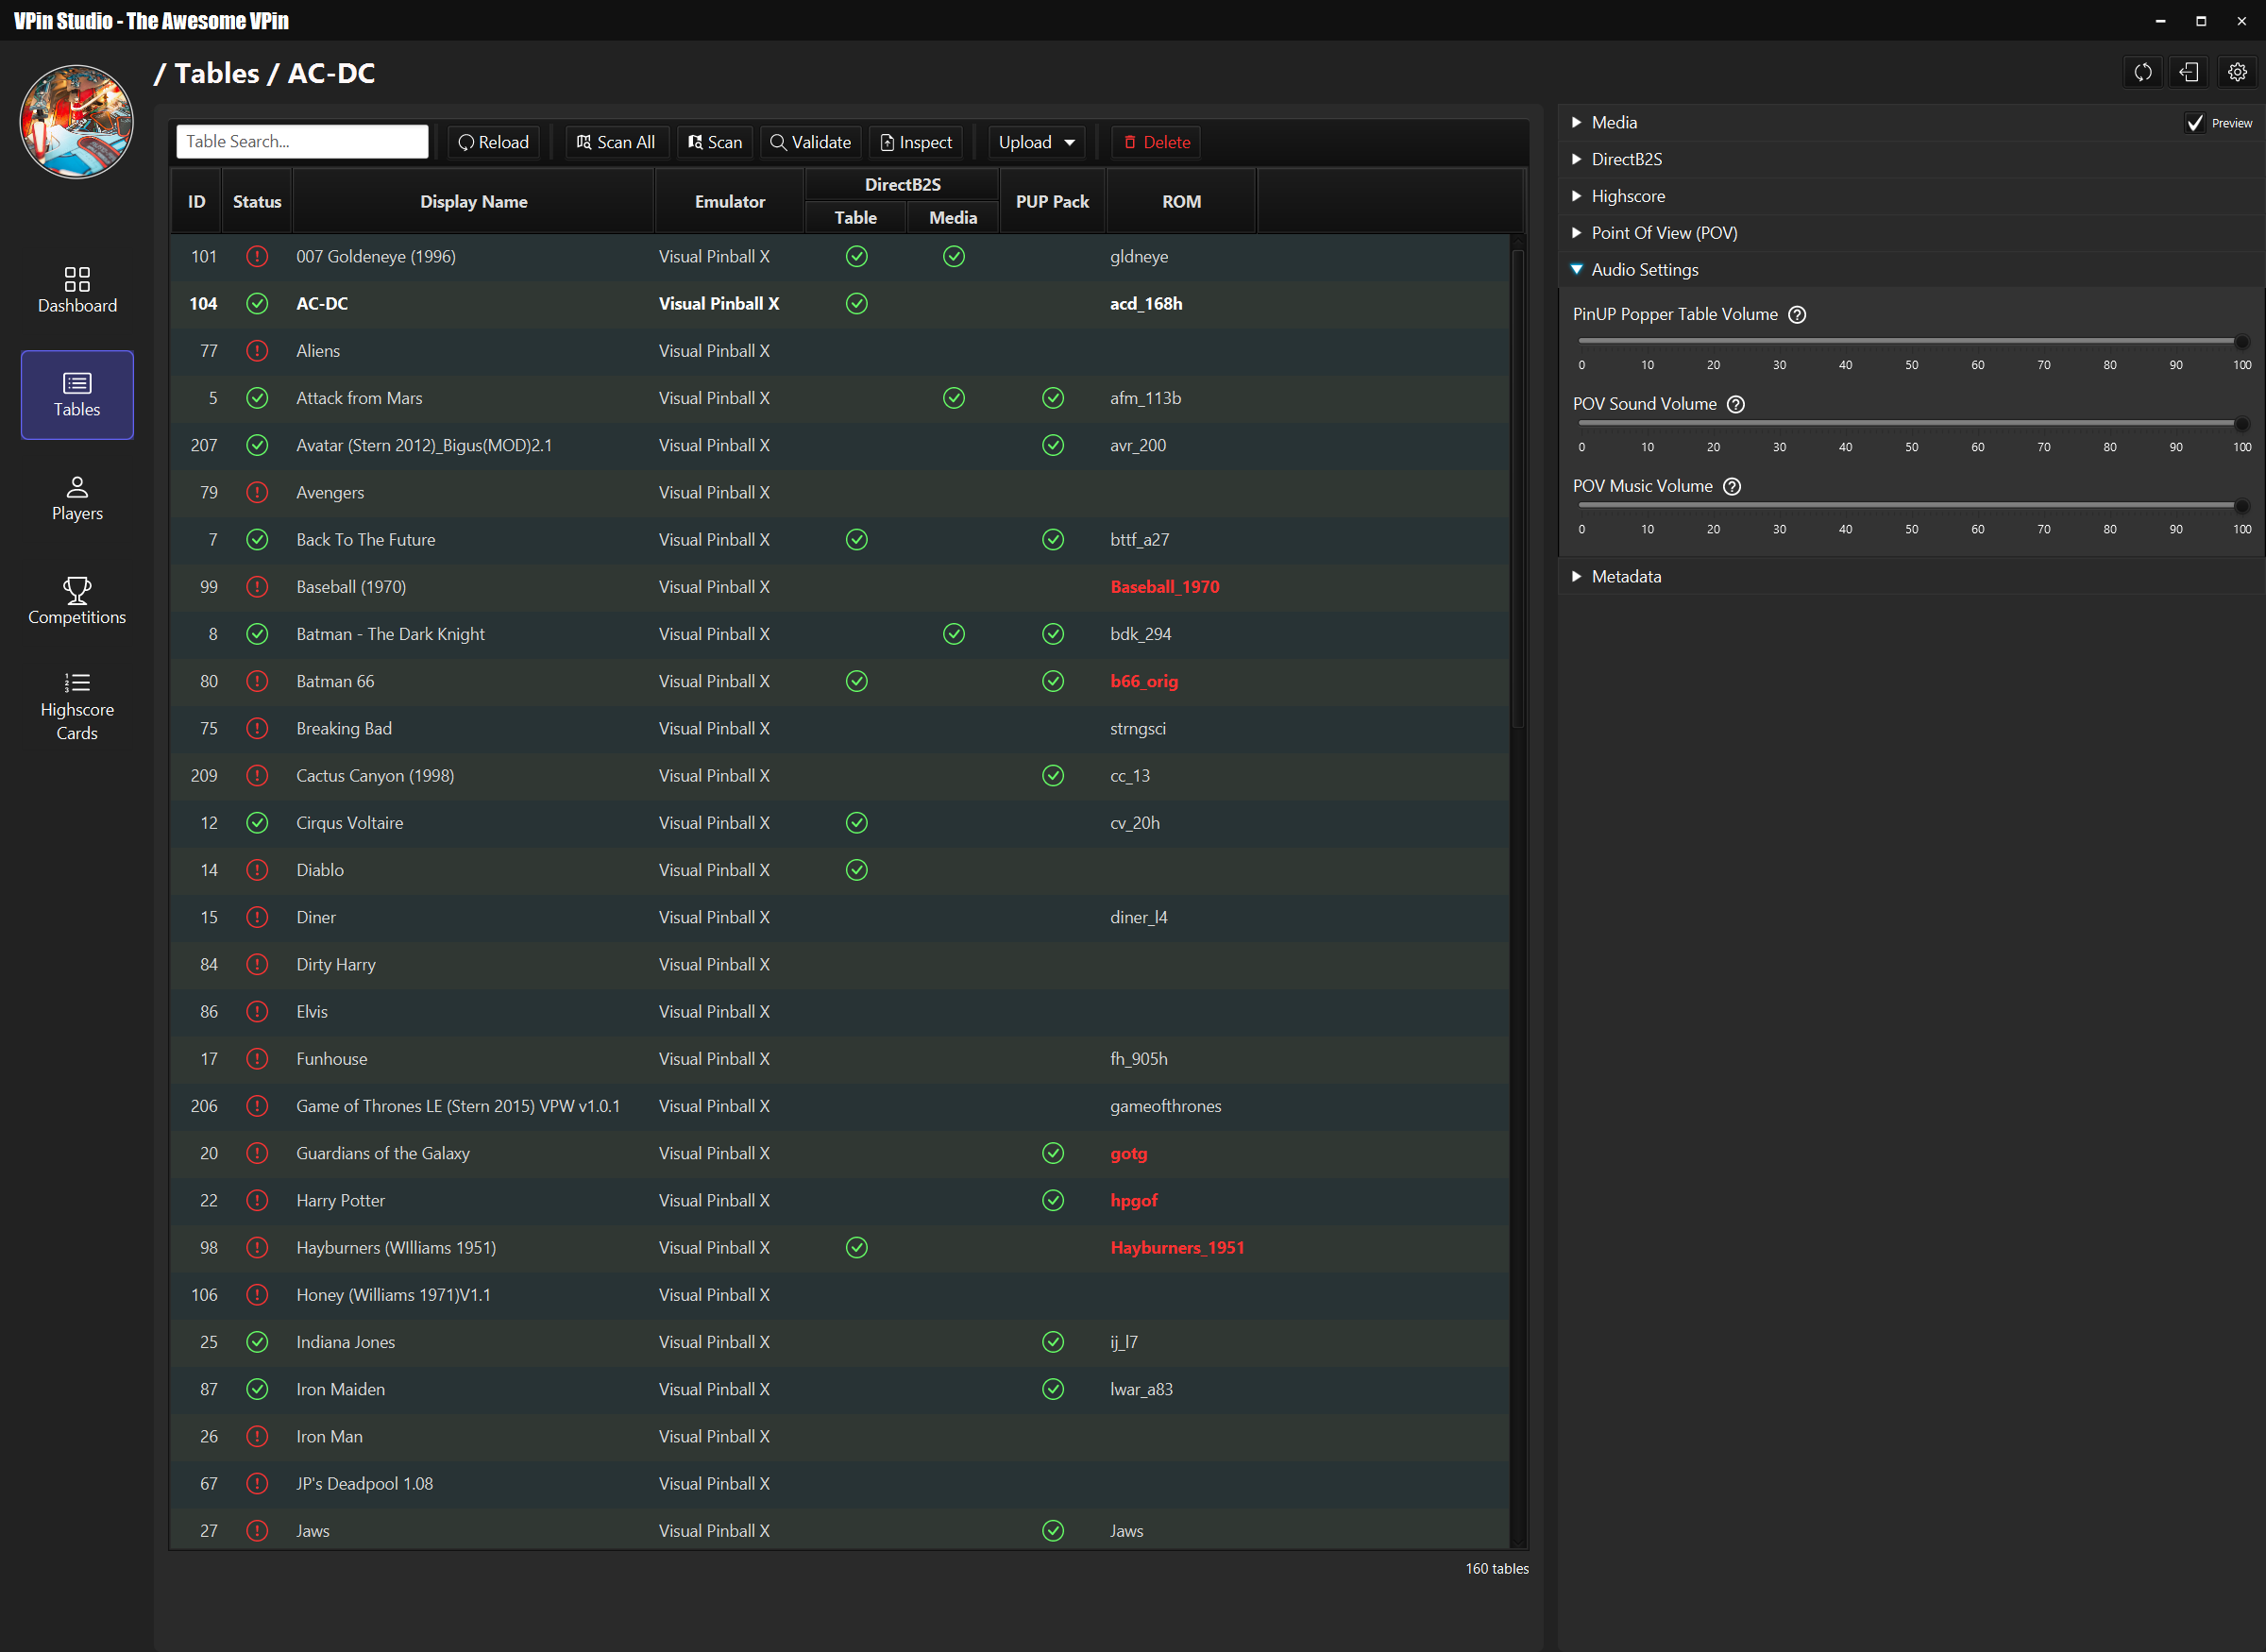 VPin Studio - The Awesome VPin
/ Tables / AC-DC
Dashboard
Tables
Players
Competitions
1
2
3
Highscore
Cards
Table Search...
Reload
Scan All
Scan
Validate
Inspect
Upload
Delete
ID Status Display Name Emulator DirectB2S PUP Pack ROM
Table Media
101 007 Goldeneye (1996) Visual Pinball X gldneye
104 AC-DC Visual Pinball X acd_168h
77 Aliens Visual Pinball X
5 Attack from Mars Visual Pinball X afm_113b
207 Avatar (Stern 2012)_Bigus(MOD)2.1 Visual Pinball X avr_200
79 Avengers Visual Pinball X
7 Back To The Future Visual Pinball X bttf_a27
99 Baseball (1970) Visual Pinball X Baseball_1970
8 Batman - The Dark Knight Visual Pinball X bdk_294
80 Batman 66 Visual Pinball X b66_orig
75 Breaking Bad Visual Pinball X strngsci
209 Cactus Canyon (1998) Visual Pinball X cc_13
12 Cirqus Voltaire Visual Pinball X cv_20h
14 Diablo Visual Pinball X
15 Diner Visual Pinball X diner_l4
84 Dirty Harry Visual Pinball X
86 Elvis Visual Pinball X
17 Funhouse Visual Pinball X fh_905h
206 Game of Thrones LE (Stern 2015) VPW v1.0.1 Visual Pinball X gameofthrones
20 Guardians of the Galaxy Visual Pinball X gotg
22 Harry Potter Visual Pinball X hpgof
98 Hayburners (WIlliams 1951) Visual Pinball X Hayburners_1951
106 Honey (Williams 1971)V1.1 Visual Pinball X
25 Indiana Jones Visual Pinball X ij_l7
87 Iron Maiden Visual Pinball X lwar_a83
26 Iron Man Visual Pinball X
67 JP's Deadpool 1.08 Visual Pinball X
27 Jaws Visual Pinball X Jaws
160 tables
Media
Preview
DirectB2S
Highscore
Point Of View (POV)
Audio Settings
PinUP Popper Table Volume
0 10 20 30 40 50 60 70 80 90 100
POV Sound Volume
0 10 20 30 40 50 60 70 80 90 100
POV Music Volume
0 10 20 30 40 50 60 70 80 90 100
Metadata